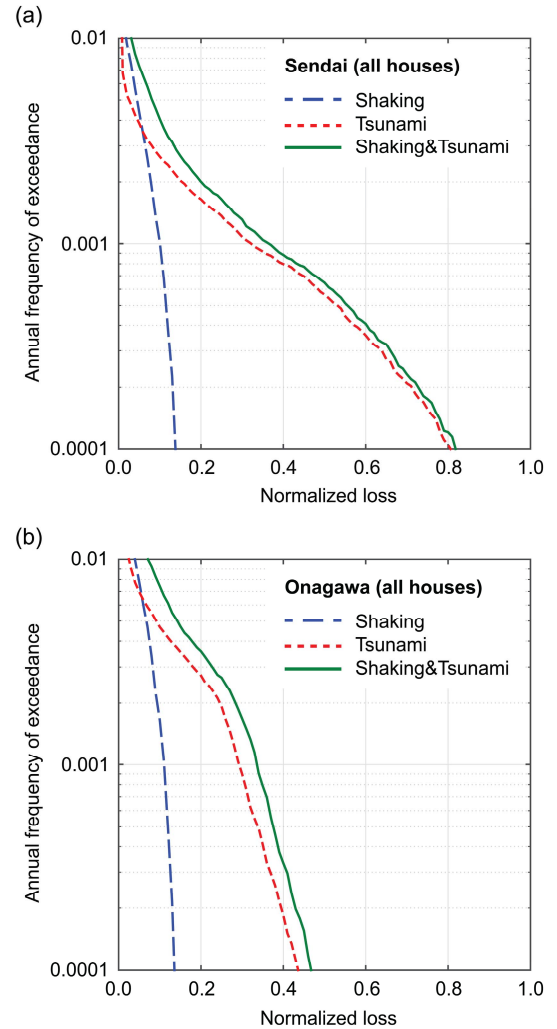 (a)
0.01
Sendai (all houses)
Shaking
Tsunami
Shaking&Tsunami
0.001
0.0001
Annual frequency of exceedance
0.0 0.2 0.4 0.6 0.8 1.0
Normalized loss
(b)
0.01
Onagawa (all houses)
Shaking
Tsunami
Shaking&Tsunami
0.001
0.0001
Annual frequency of exceedance
0.0 0.2 0.4 0.6 0.8 1.0
Normalized loss